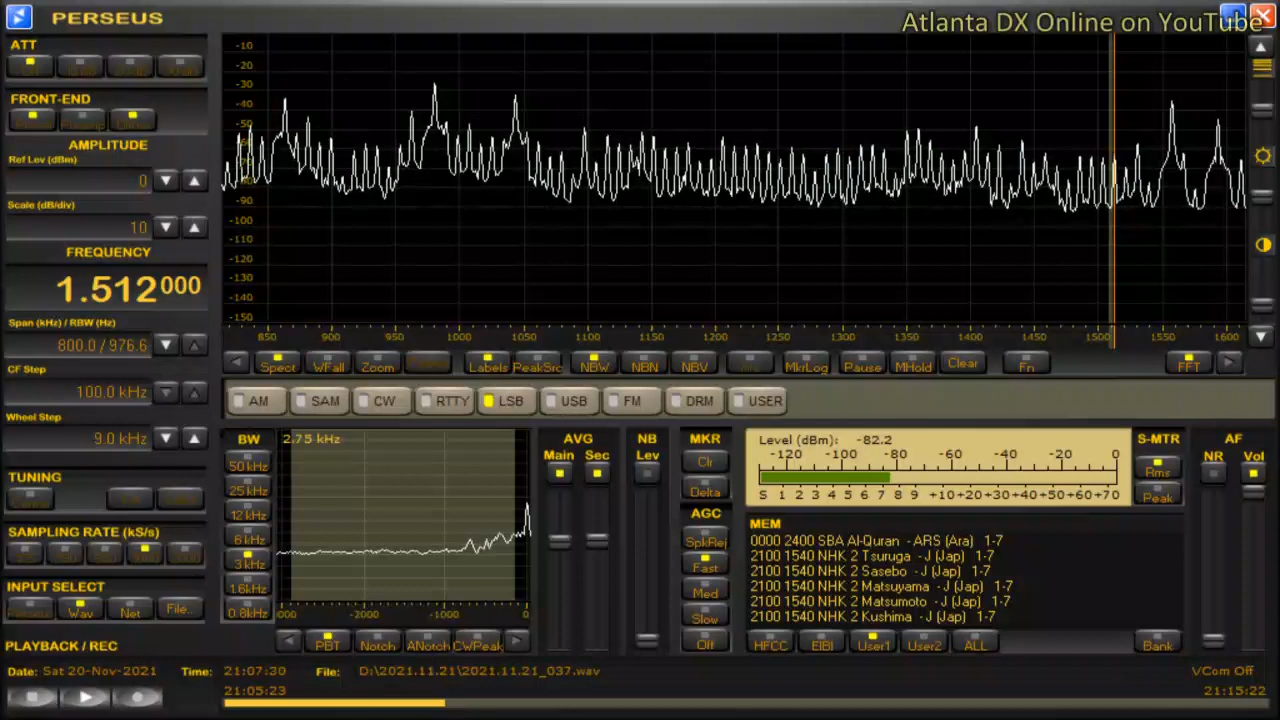 PERSEUS
Atlanta DX Online on YouTube
ATT
FRONT-END
AMPLITUDE
Ref Lev (dBm)
0
Scale (dB/div)
10
FREQUENCY
1.512000
Span (kHz) / RBW (Hz)
800.0 / 976.6
CF Step
100.0 kHz
Wheel Step
9.0 kHz
TUNING
SAMPLING RATE (kS/s)
INPUT SELECT
Wav Net File..
-10
-20
-30
-40
-50
-60
-70
-80
-90
-100
-110
-120
-130
-140
-150
850 900 950 1000 1050 1100 1150 1200 1250 1300 1350 1400 1450 1500 1550 1600
Spect WFall Zoom Labels PeakSrc NBW NBN NBV MkrLog Pause MHold Clear Fn FFT
AM SAM CW RTTY LSB USB FM DRM USER
BW
50 kHz
25 kHz
12 kHz
6 kHz
3 kHz
1.6kHz
0.8kHz
2.75 kHz
000 -2000 -1000 0
PBT Notch ANotch CWPeak
AVG
Main Sec
NB
Lev
MKR
Clr
Delta
AGC
SpkRej
Fast
Med
Slow
Off
Level (dBm): -82.2
-120 -100 -80 -60 -40 -20 0
S 1 2 3 4 5 6 7 8 9 +10 +20 +30 +40 +50 +60 +70
S-MTR
Rms
Peak
AF
NR Vol
MEM
0000 2400 SBA Al-Quran - ARS (Ara) 1-7
2100 1540 NHK 2 Tsuruga - J (Jap) 1-7
2100 1540 NHK 2 Sasebo - J (Jap) 1-7
2100 1540 NHK 2 Matsuyama - J (Jap) 1-7
2100 1540 NHK 2 Matsumoto - J (Jap) 1-7
2100 1540 NHK 2 Kushima - J (Jap) 1-7
HFCC EIBI User1 User2 ALL Bank
PLAYBACK / REC
Date: Sat 20-Nov-2021 Time: 21:07:30 File: D:\2021.11.21\2021.11.21_037.wav VCom Off
21:05:23 21:15:22